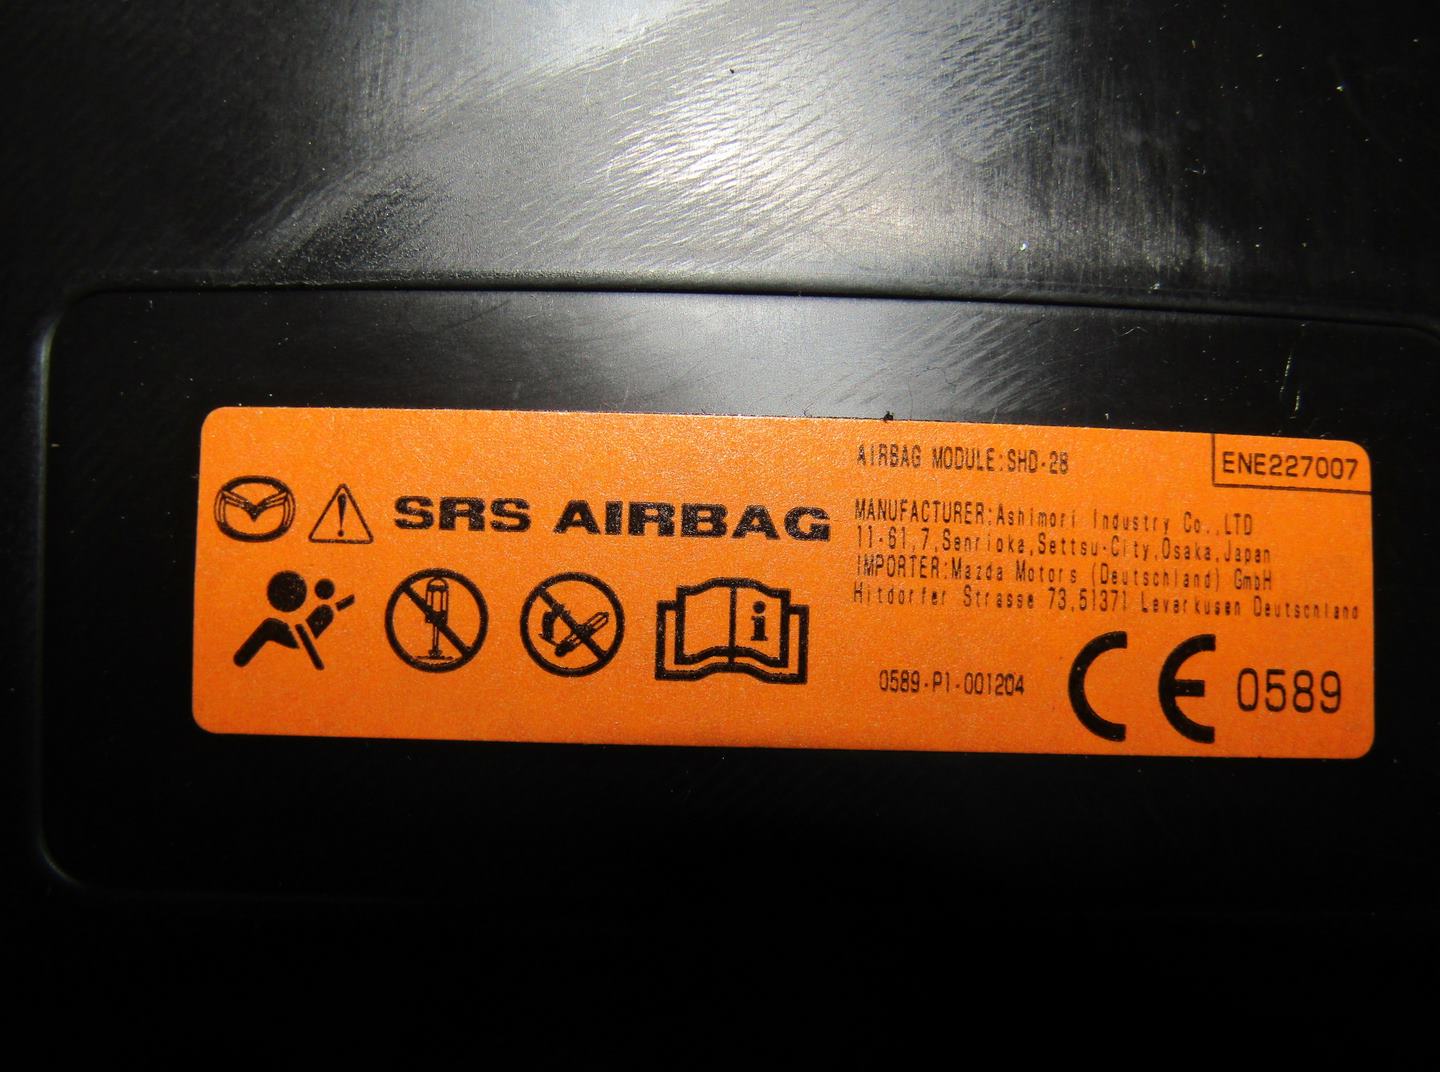 SRS AIRBAG
AIRBAG MODULE:SHD-28
ENE227007
MANUFACTURER:Ashimori Industry Co.,LTD
11-61,7,Senrioka,Settsu-City,Osaka,Japan
IMPORTER:Mazda Motors (Deutschland) GmbH
Hitdorfer Strasse 73,51371 Leverkusen Deutschland
0589-P1-001204
CE 0589